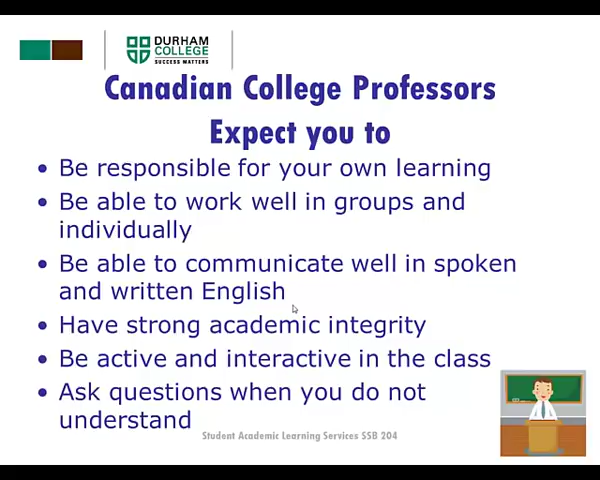 DURHAM
COLLEGE
SUCCESS MATTERS
Canadian College Professors
Expect you to
• Be responsible for your own learning
• Be able to work well in groups and
individually
• Be able to communicate well in spoken
and written English
• Have strong academic integrity
• Be active and interactive in the class
• Ask questions when you do not
understand
Student Academic Learning Services SSB 204